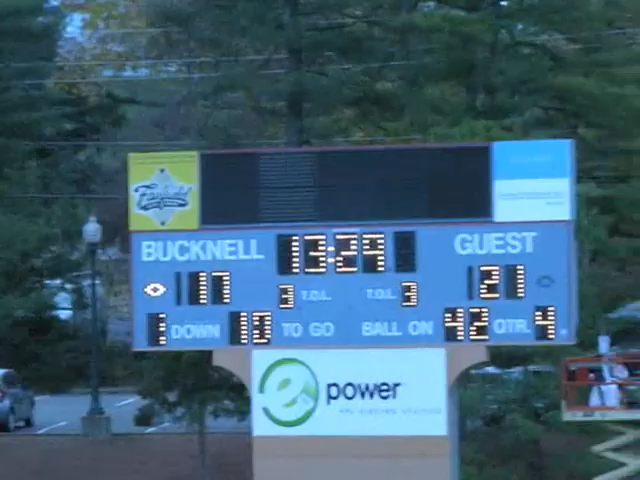 BUCKNELL 13:29 GUEST
17 3 T.O.L. T.O.L. 3 21
1 DOWN 10 TO GO BALL ON 42 QTR. 4
e power